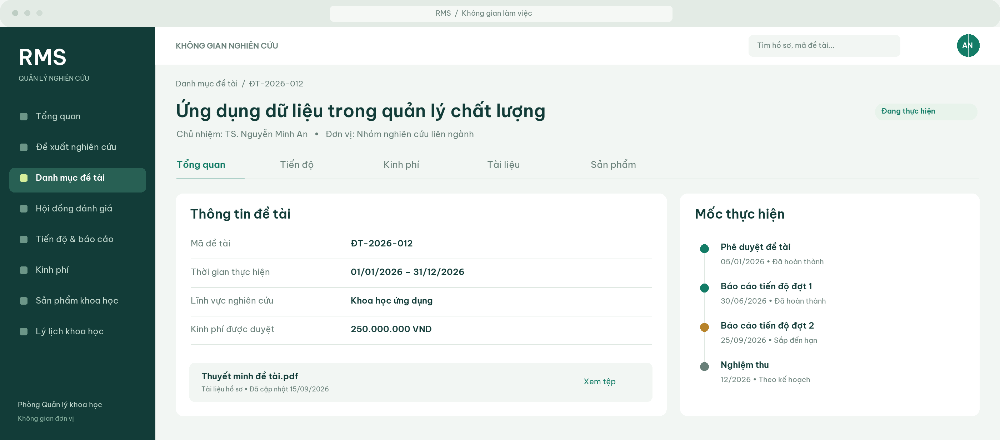 RMS / Không gian làm việc
RMS
QUẢN LÝ NGHIÊN CỨU
Tổng quan
Đề xuất nghiên cứu
Danh mục đề tài
Hội đồng đánh giá
Tiến độ & báo cáo
Kinh phí
Sản phẩm khoa học
Lý lịch khoa học
Phòng Quản lý khoa học
Không gian đơn vị
KHÔNG GIAN NGHIÊN CỨU
Tìm hồ sơ, mã đề tài...
AN
Danh mục đề tài / ĐT-2026-012
Ứng dụng dữ liệu trong quản lý chất lượng
Đang thực hiện
Chủ nhiệm: TS. Nguyễn Minh An • Đơn vị: Nhóm nghiên cứu liên ngành
Tổng quan
Tiến độ
Kinh phí
Tài liệu
Sản phẩm
Thông tin đề tài
Mã đề tài
ĐT-2026-012
Thời gian thực hiện
01/01/2026 – 31/12/2026
Lĩnh vực nghiên cứu
Khoa học ứng dụng
Kinh phí được duyệt
250.000.000 VND
Thuyết minh đề tài.pdf
Tài liệu hồ sơ • Đã cập nhật 15/09/2026
Xem tệp
Mốc thực hiện
Phê duyệt đề tài
05/01/2026 • Đã hoàn thành
Báo cáo tiến độ đợt 1
30/06/2026 • Đã hoàn thành
Báo cáo tiến độ đợt 2
25/09/2026 • Sắp đến hạn
Nghiệm thu
12/2026 • Theo kế hoạch